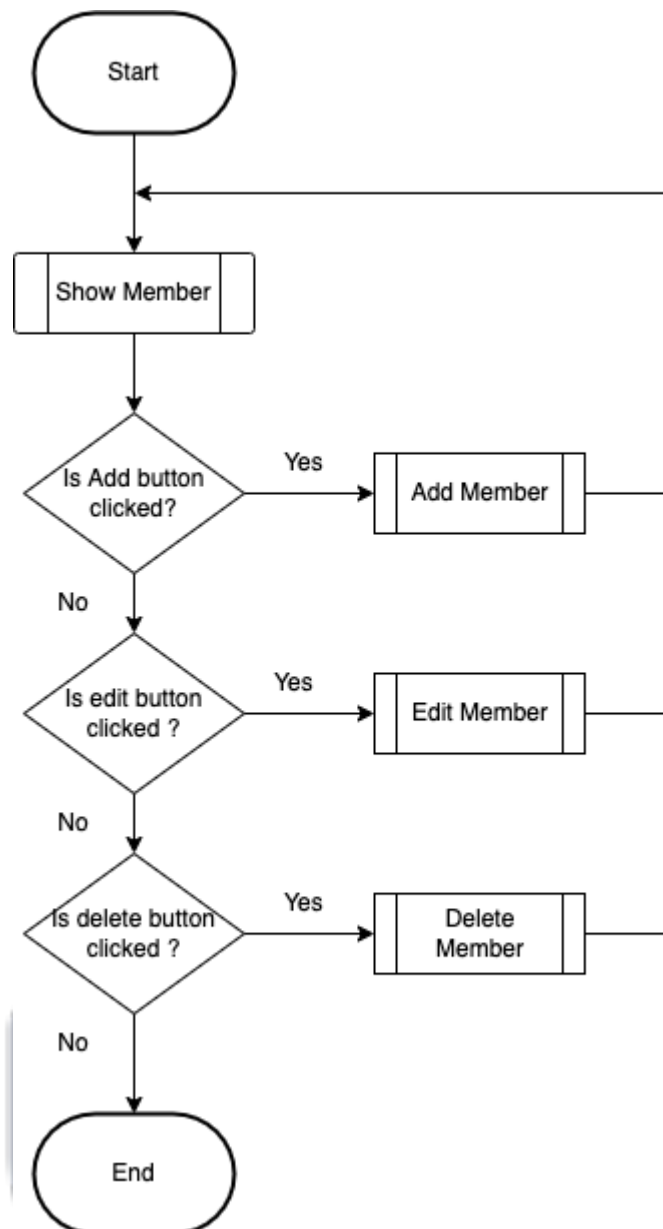 Start
Show Member
Is Add button
clicked?
Yes
Add Member
No
Is edit button
clicked ?
Yes
Edit Member
No
Is delete button
clicked ?
Yes
Delete
Member
No
End